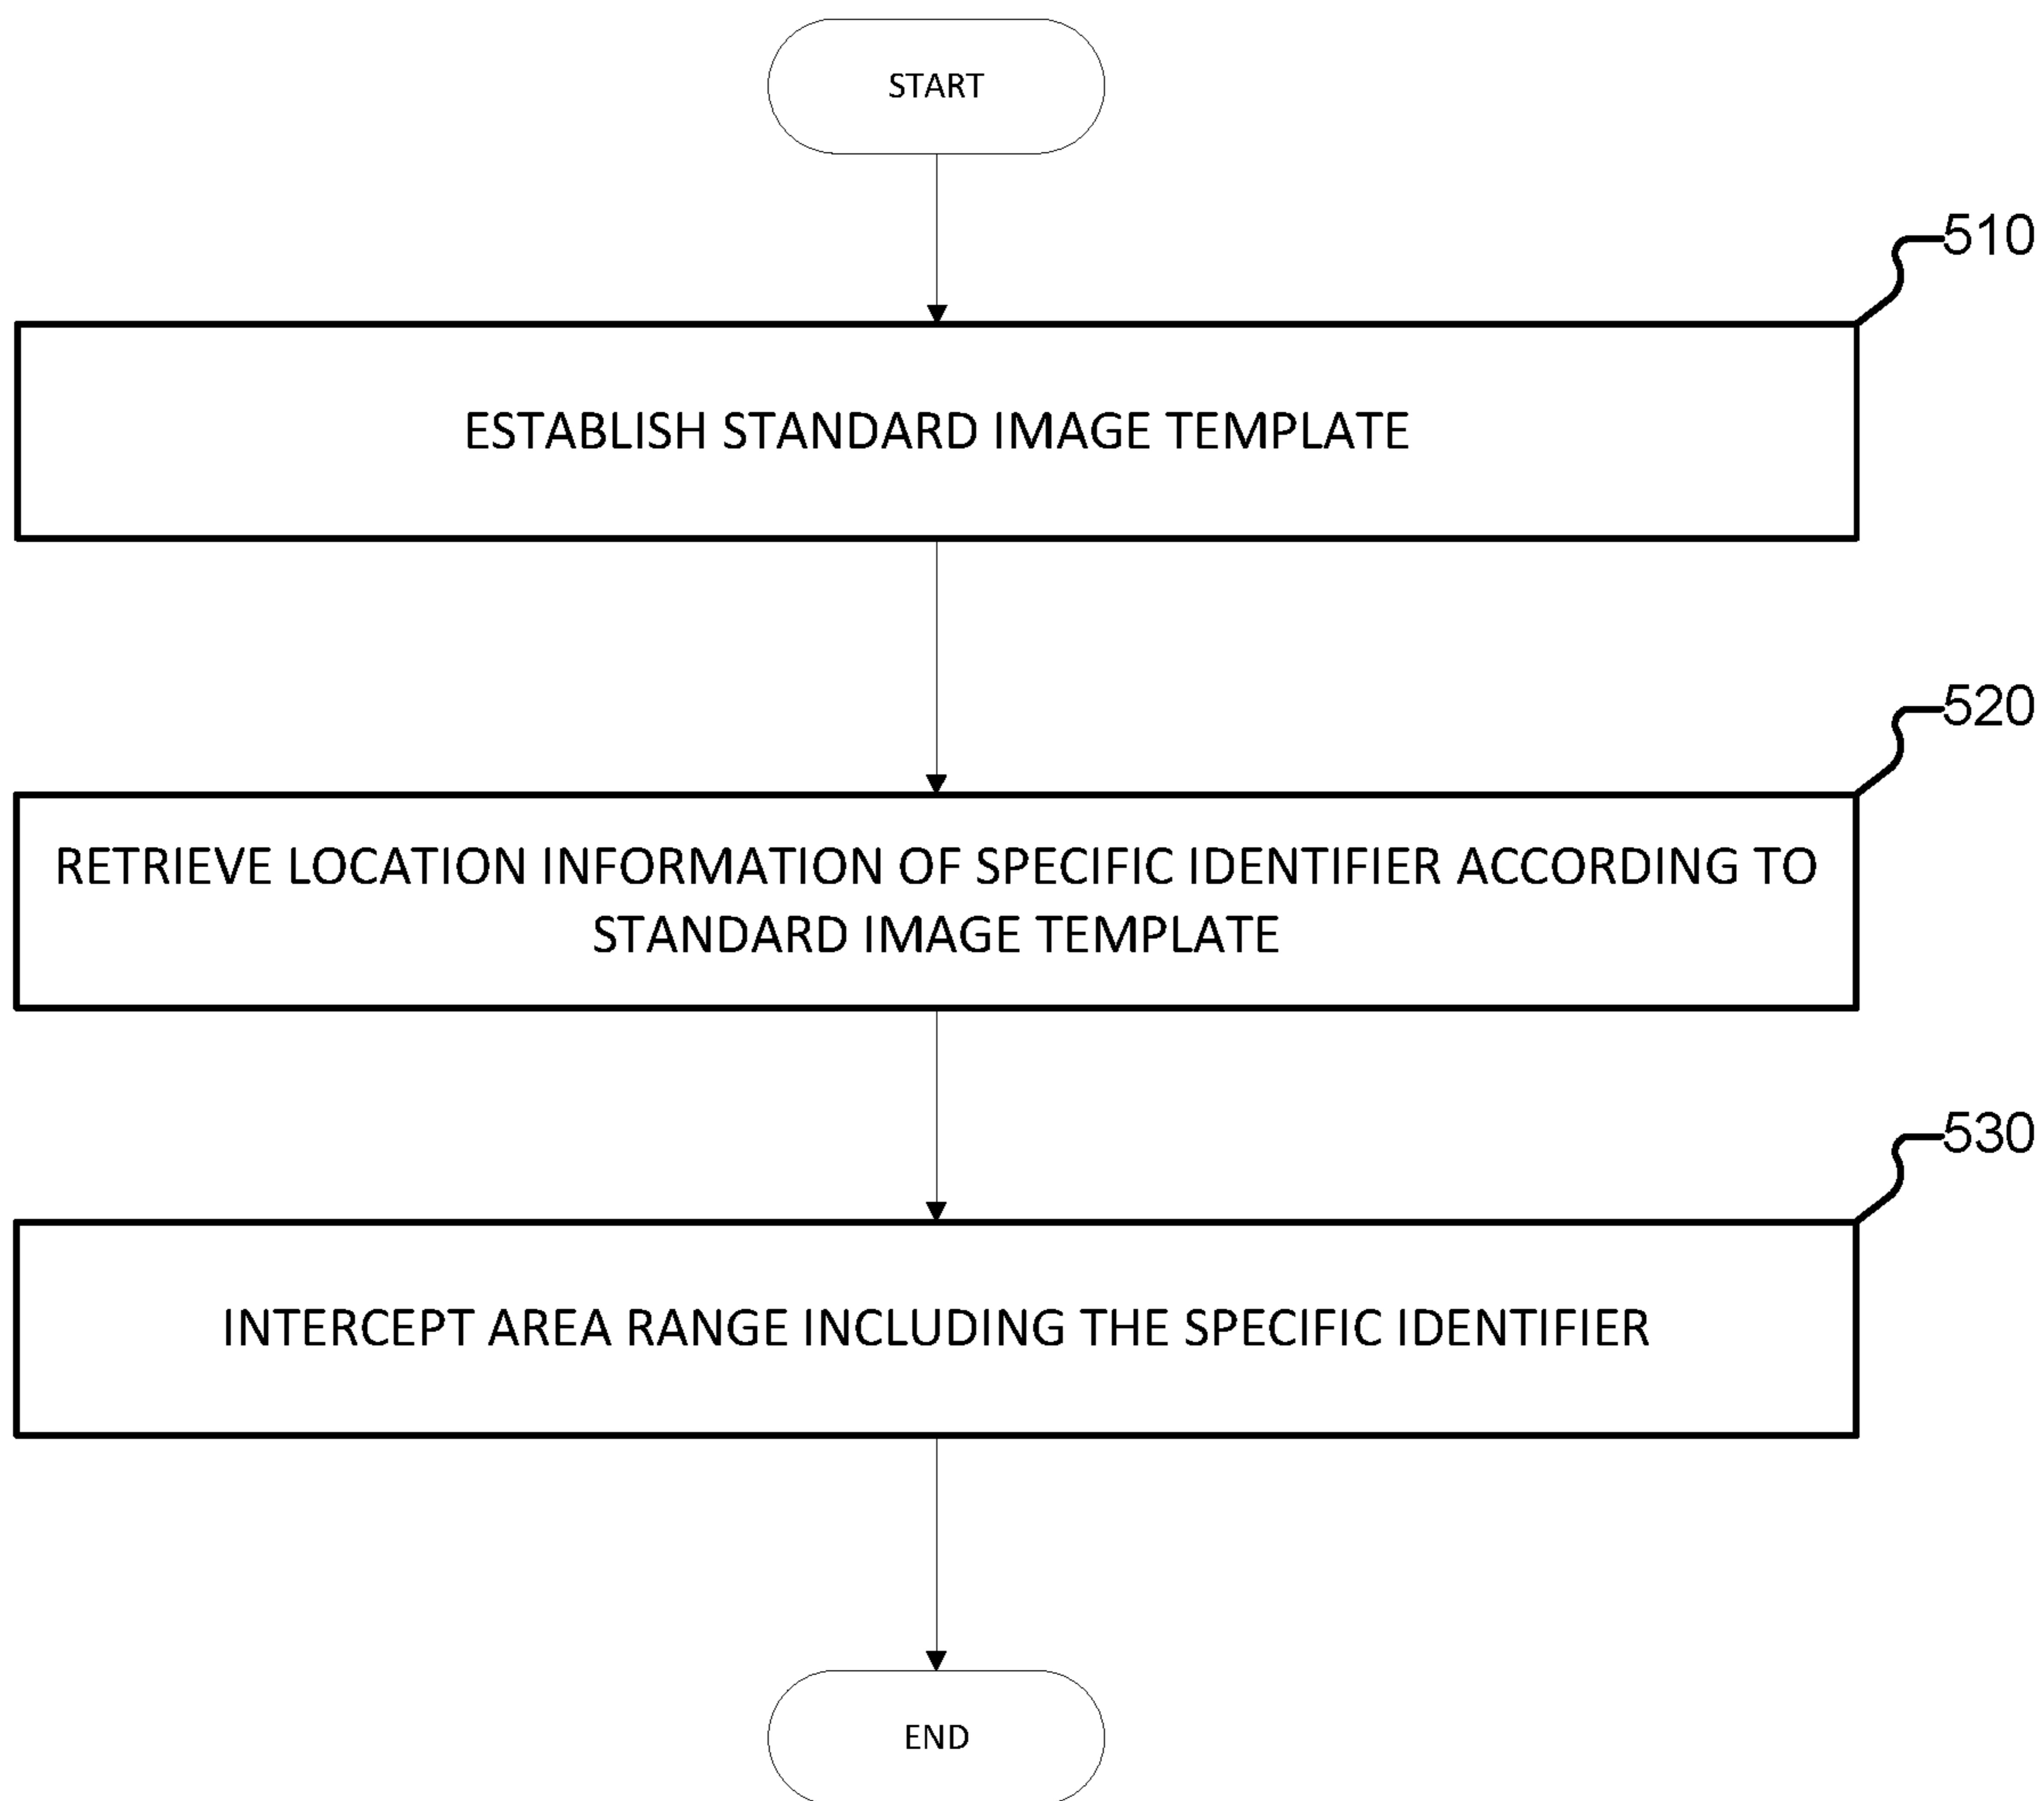 START
510
ESTABLISH STANDARD IMAGE TEMPLATE
520
RETRIEVE LOCATION INFORMATION OF SPECIFIC IDENTIFIER ACCORDING TO
STANDARD IMAGE TEMPLATE
530
INTERCEPT AREA RANGE INCLUDING THE SPECIFIC IDENTIFIER
END